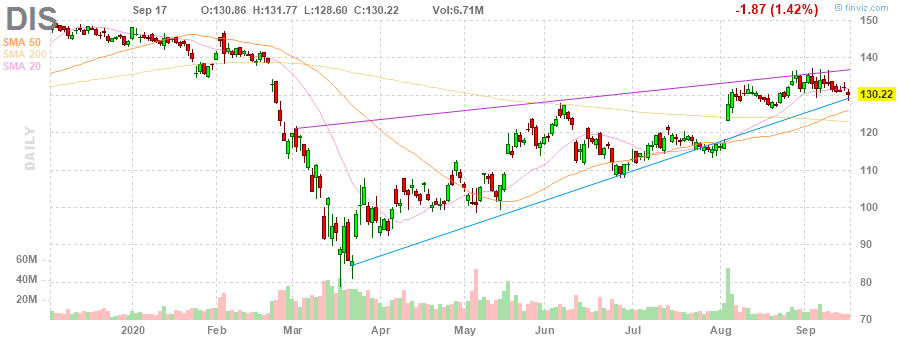 DIS Sep 17 O:130.86 H:131.77 L:128.60 C:130.22 Vol:6.71M -1.87 (1.42%) @ finviz.com
SMA 50
SMA 200
SMA 20
DAILY
150
140
130.22
120
110
100
90
80
70
60M
40M
20M
2020 Feb Mar Apr May Jun Jul Aug Sep